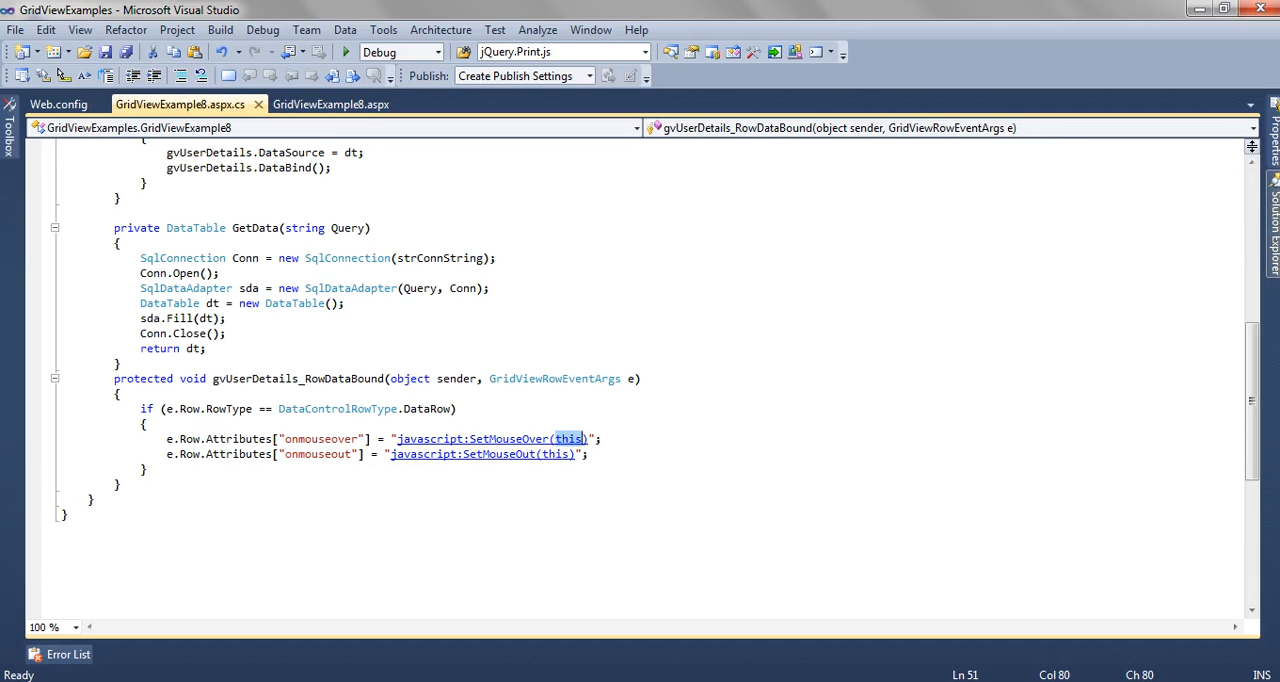 GridViewExamples - Microsoft Visual Studio
File Edit View Refactor Project Build Debug Team Data Tools Architecture Test Analyze Window Help
Debug jQuery.Print.js
Publish: Create Publish Settings
Web.config GridViewExample8.aspx.cs GridViewExample8.aspx
Toolbox
Properties
Solution Explorer
GridViewExamples.GridViewExample8 gvUserDetails_RowDataBound(object sender, GridViewRowEventArgs e)
{
gvUserDetails.DataSource = dt;
gvUserDetails.DataBind();
}
}
private DataTable GetData(string Query)
{
SqlConnection Conn = new SqlConnection(strConnString);
Conn.Open();
SqlDataAdapter sda = new SqlDataAdapter(Query, Conn);
DataTable dt = new DataTable();
sda.Fill(dt);
Conn.Close();
return dt;
}
protected void gvUserDetails_RowDataBound(object sender, GridViewRowEventArgs e)
{
if (e.Row.RowType == DataControlRowType.DataRow)
{
e.Row.Attributes["onmouseover"] = "javascript:SetMouseOver(this)";
e.Row.Attributes["onmouseout"] = "javascript:SetMouseOut(this)";
}
}
}
}
100 %
Error List
Ready Ln 51 Col 80 Ch 80 INS